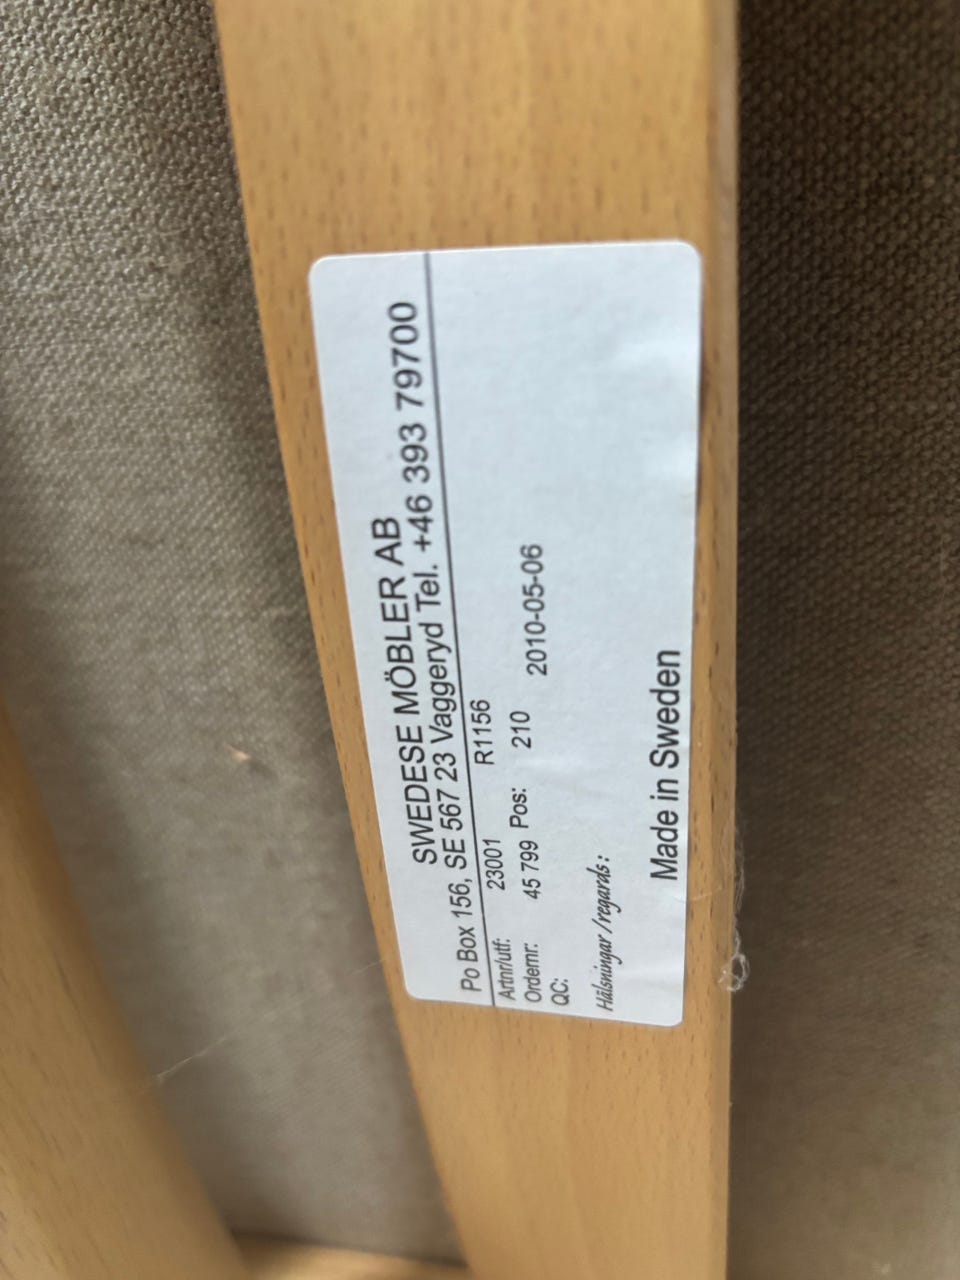 SWEDESE MÖBLER AB
Po Box 156, SE 567 23 Vaggeryd Tel. +46 393 79700
Artnr/utf: 23001 R1156
Ordernr: 45 799 Pos: 210 2010-05-06
QC:
Hälsningar /regards:
Made in Sweden